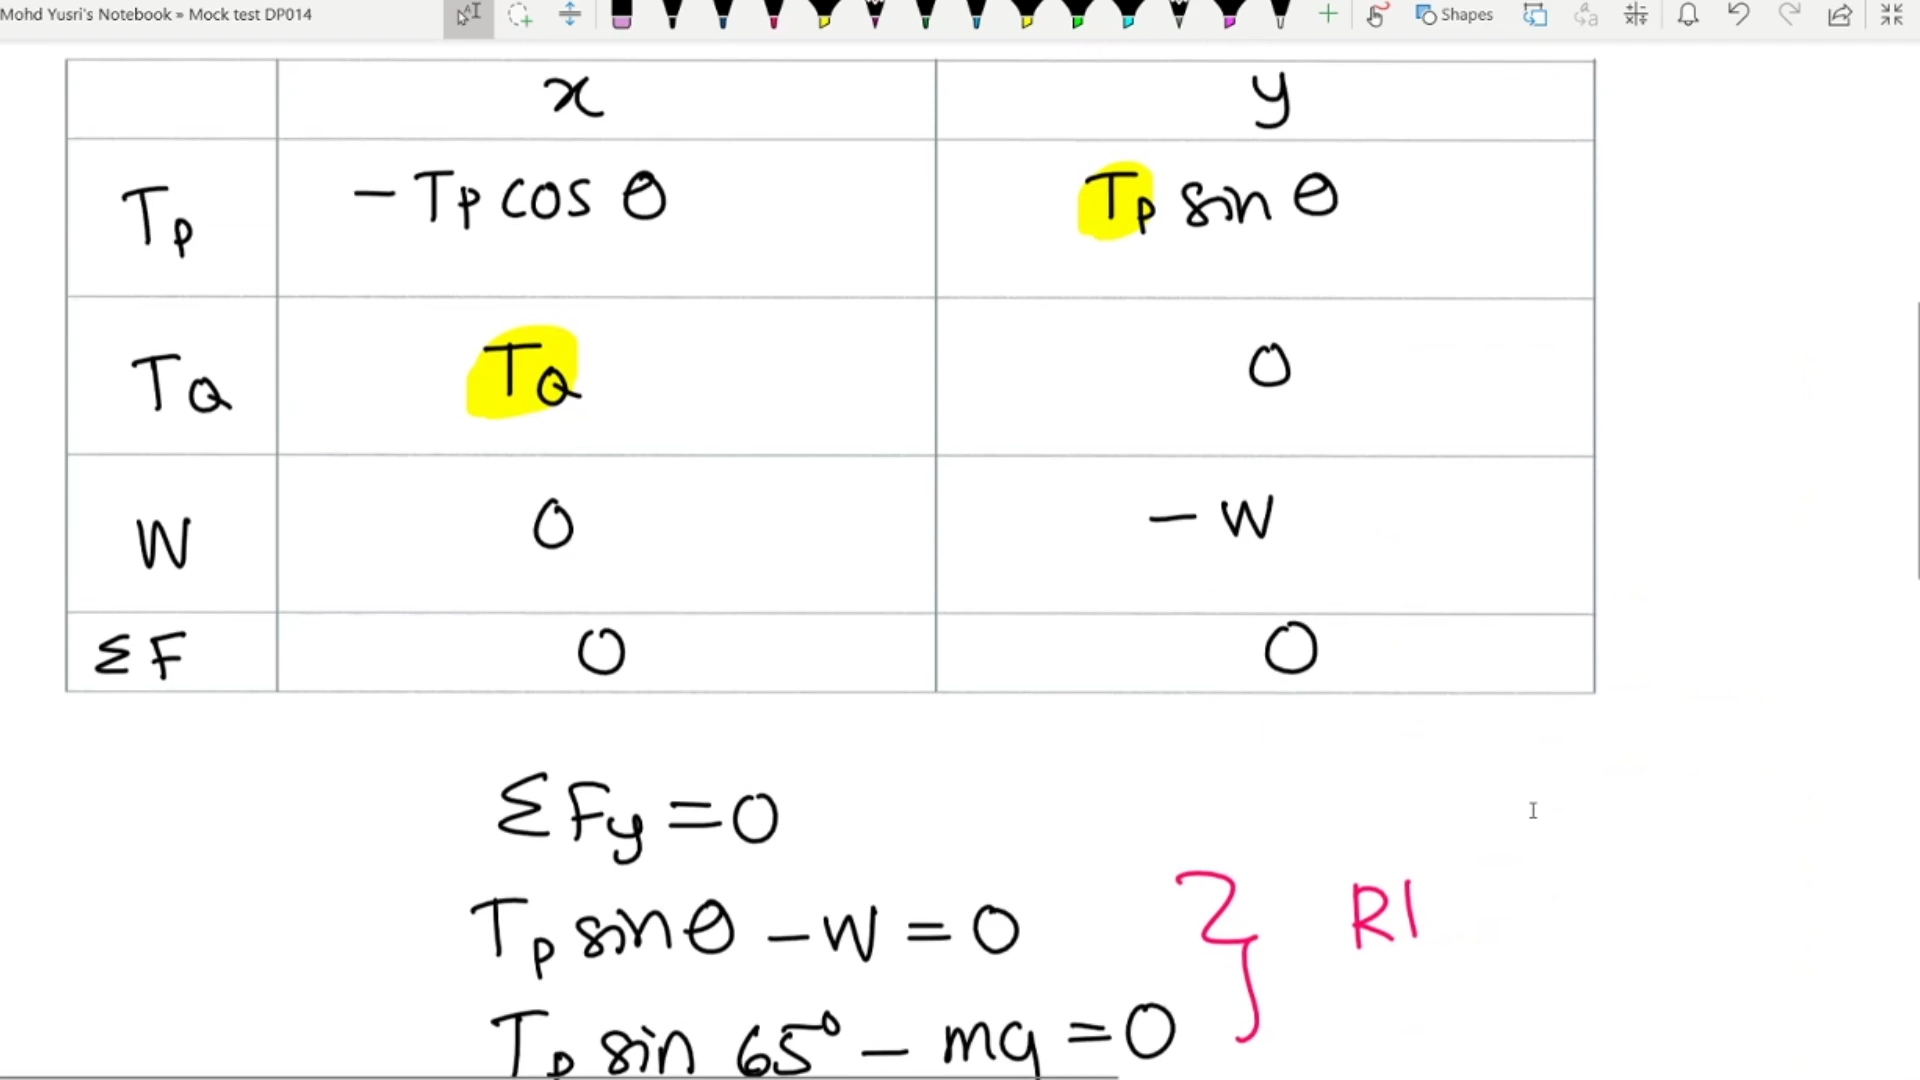 Mohd Yusri's Notebook » Mock test DP014
Shapes
x y
Tp −Tp cos θ Tp sin θ
TQ TQ 0
W 0 −W
ΣF 0 0
ΣFy = 0
Tp sin θ − W = 0
R1
Tp sin 65° − mg = 0